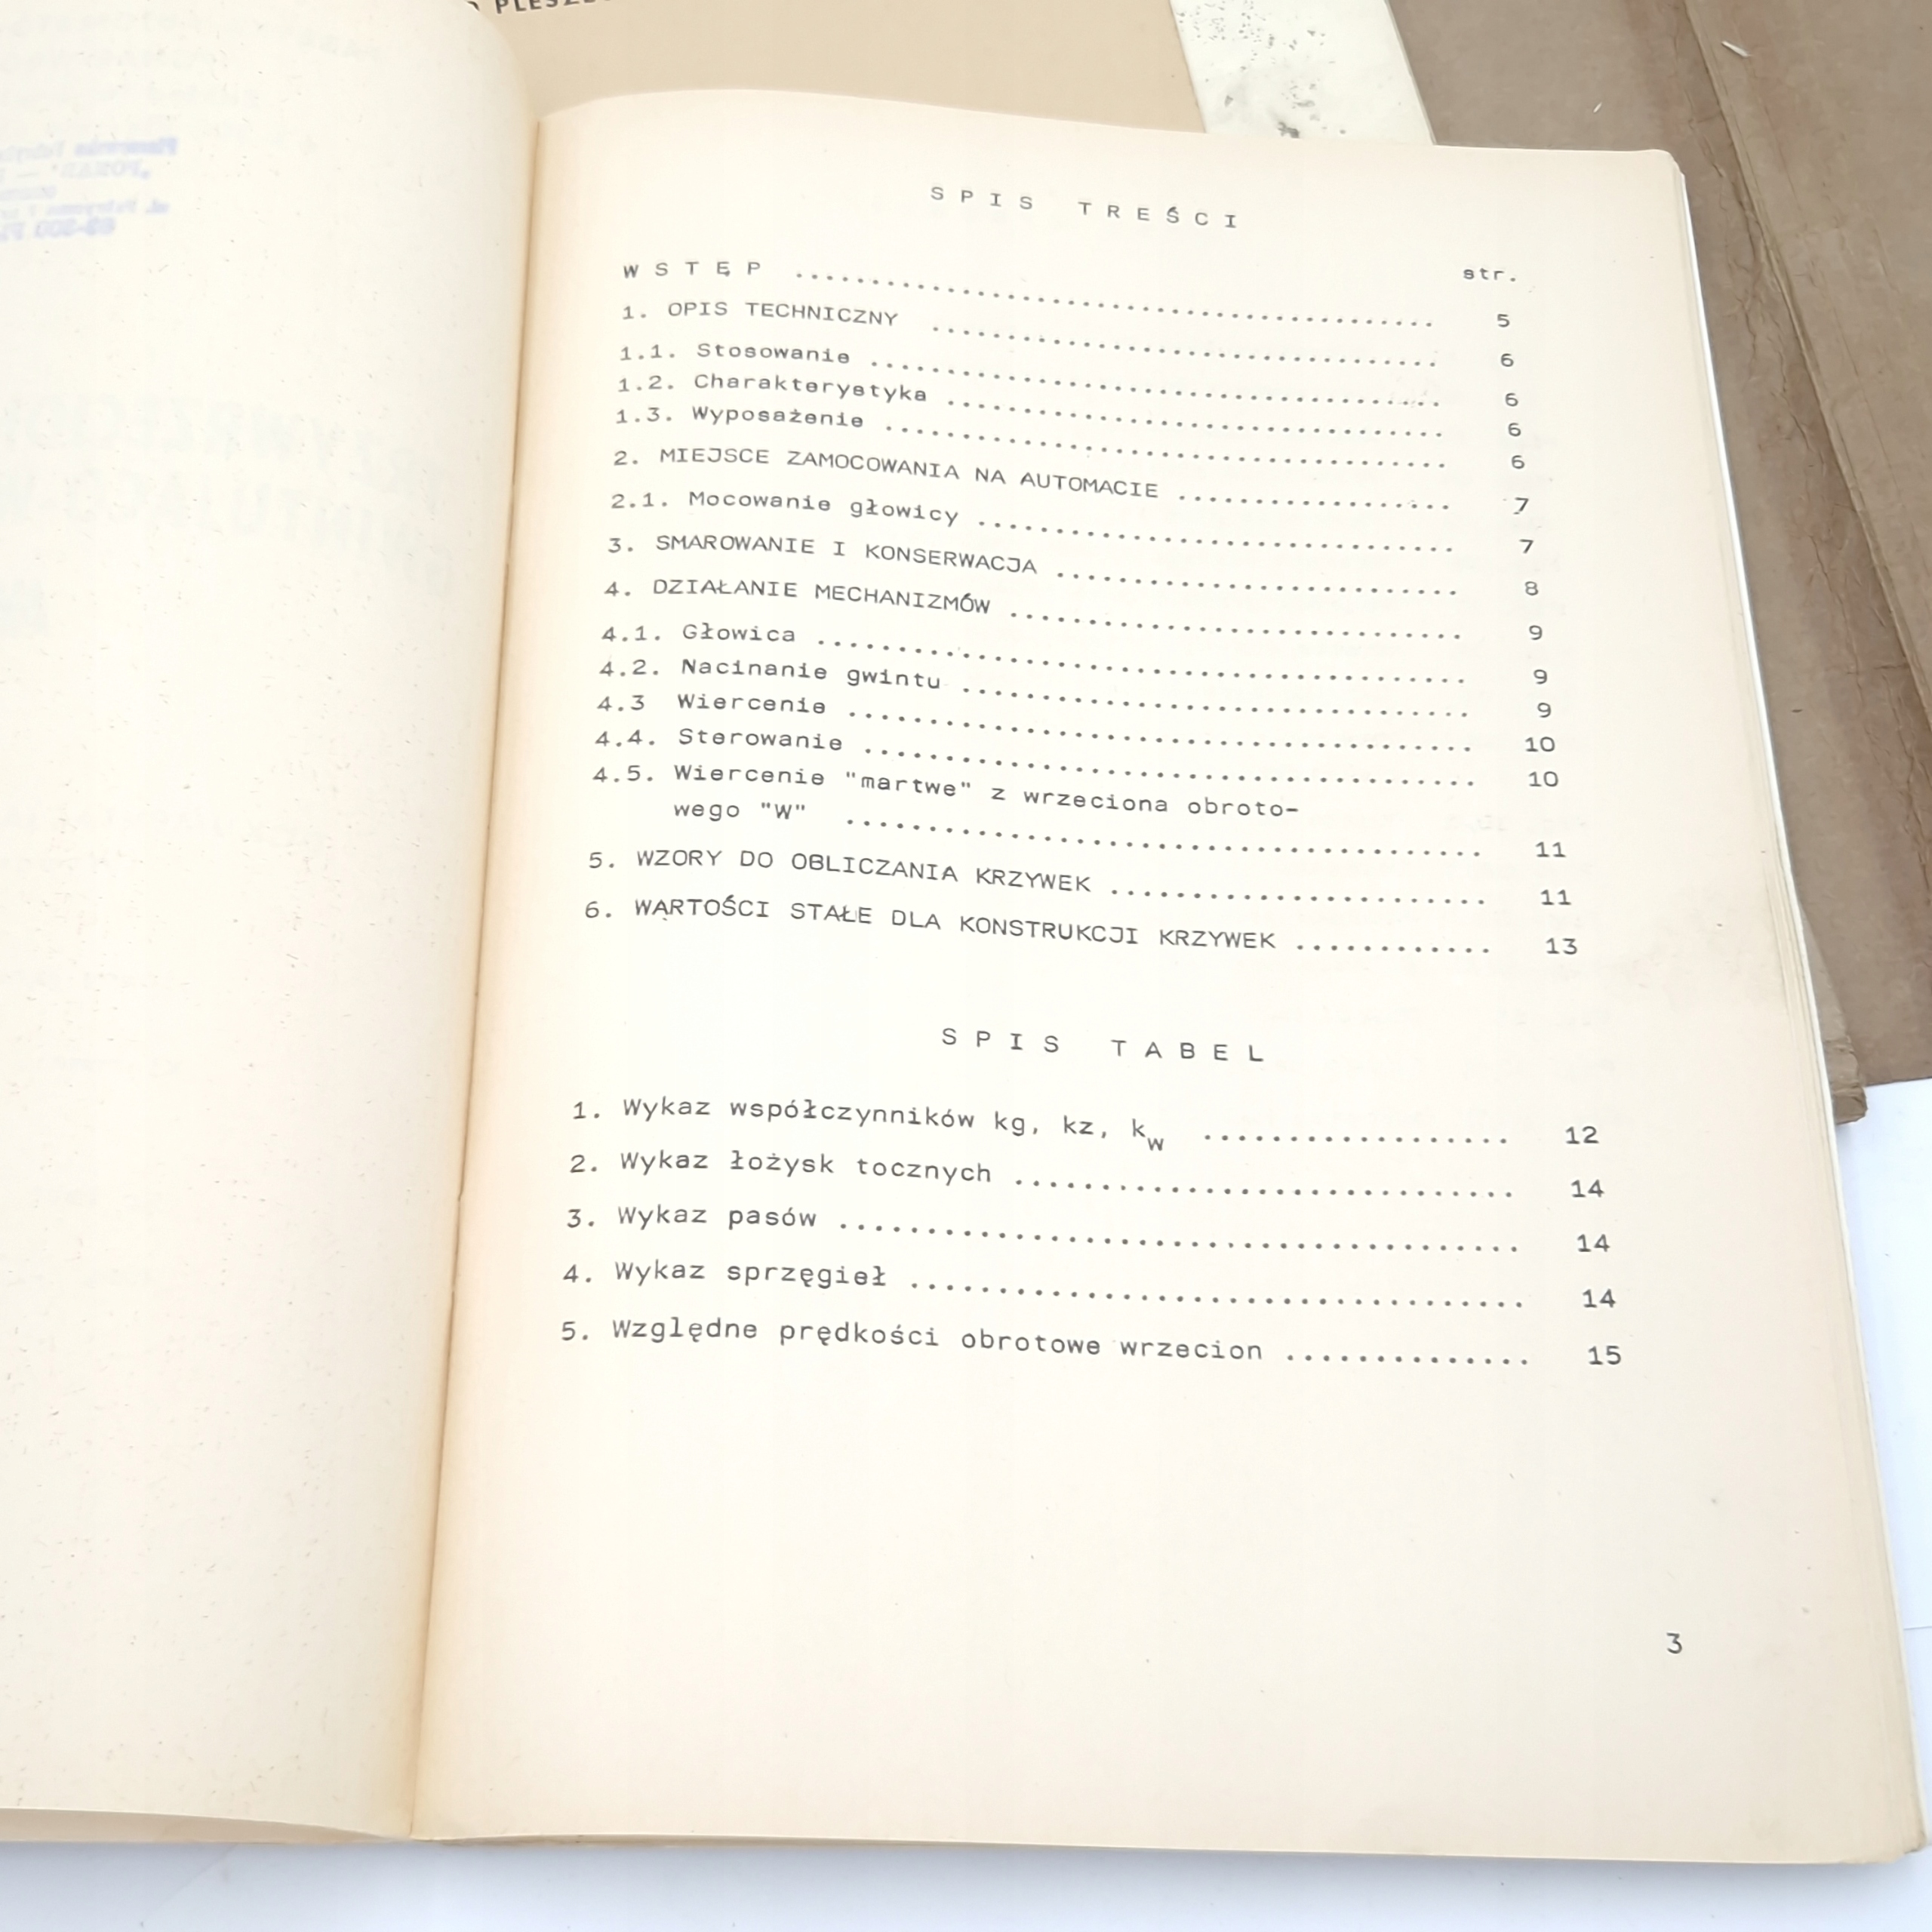 S P I S   T R E Ś C I
str.
W S T Ę P ........................................ 5
1. OPIS TECHNICZNY ................................. 6
1.1. Stosowanie ..................................... 6
1.2. Charakterystyka ................................ 6
1.3. Wyposażenie .................................... 6
2. MIEJSCE ZAMOCOWANIA NA AUTOMACIE ................. 7
2.1. Mocowanie głowicy .............................. 7
3. SMAROWANIE I KONSERWACJA ......................... 8
4. DZIAŁANIE MECHANIZMÓW ............................ 9
4.1. Głowica ........................................ 9
4.2. Nacinanie gwintu ............................... 9
4.3 Wiercenie ....................................... 10
4.4. Sterowanie ..................................... 10
4.5. Wiercenie "martwe" z wrzeciona obroto-
wego "W" ....................................... 11
5. WZORY DO OBLICZANIA KRZYWEK ....................... 11
6. WARTOŚCI STAŁE DLA KONSTRUKCJI KRZYWEK ............ 13
S P I S   T A B E L
1. Wykaz współczynników kg, kz, kw .................. 12
2. Wykaz łożysk tocznych ............................. 14
3. Wykaz pasów ....................................... 14
4. Wykaz sprzęgieł ................................... 14
5. Względne prędkości obrotowe wrzecion .............. 15
3